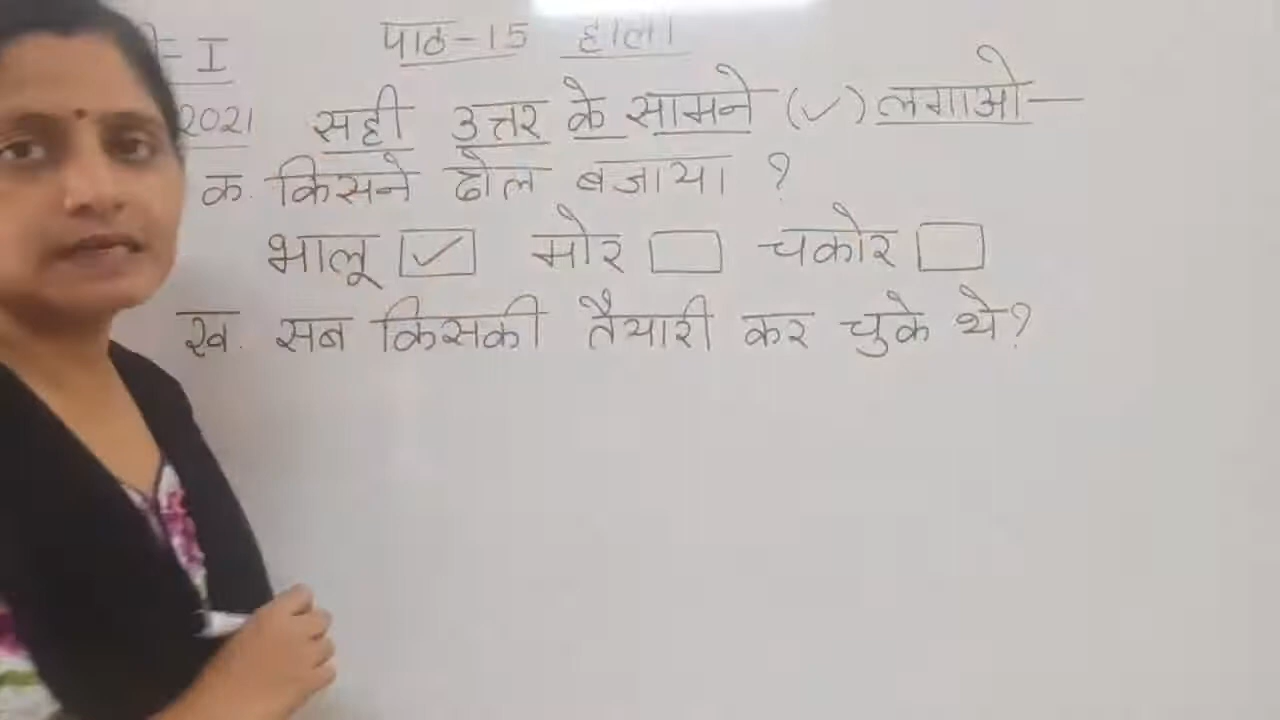 I पाठ-15 होली
2021 सही उत्तर के सामने (✓) लगाओ—
क. किसने ढोल बजाया ?
भालू ✓ मोर चकोर
ख. सब किसकी तैयारी कर चुके थे?